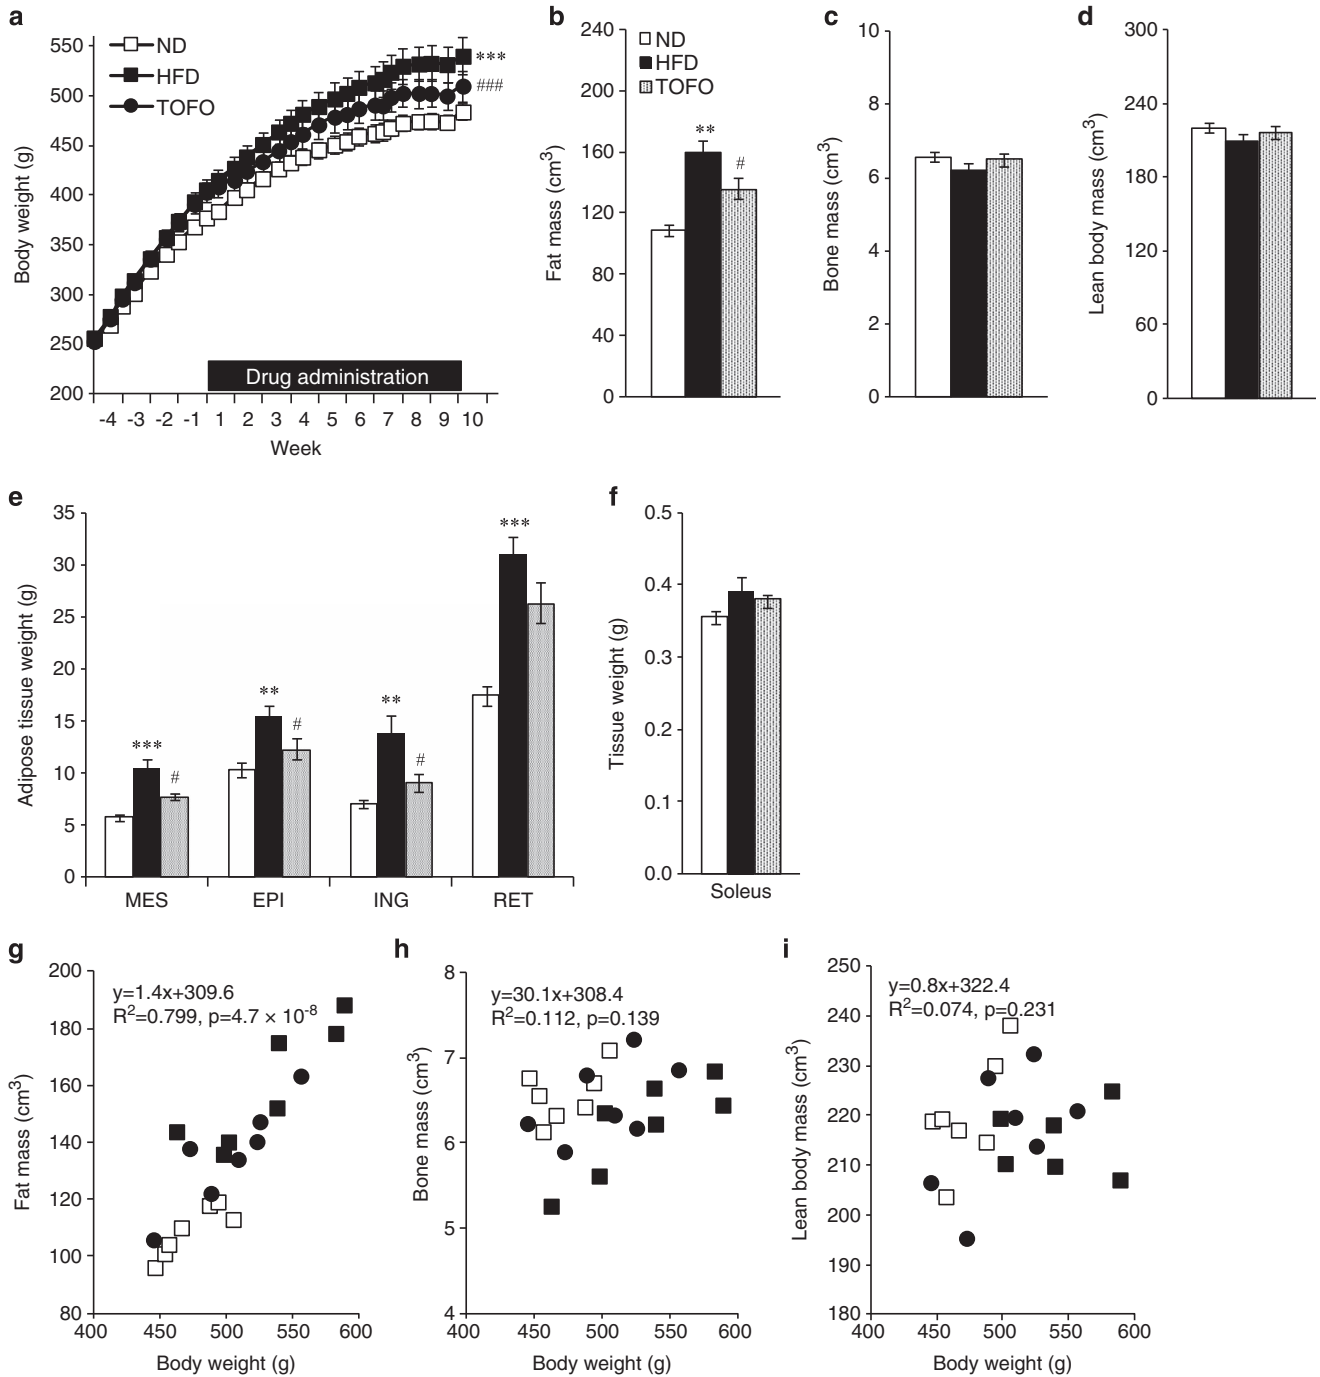 a
550
500
450
400
350
300
250
200
Body weight (g)
ND
HFD
TOFO
***
###
Drug administration
-4 -3 -2 -1 1 2 3 4 5 6 7 8 9 10
Week
b
240
200
160
120
80
40
0
Fat mass (cm³)
ND
HFD
TOFO
**
#
c
10
8
6
4
2
0
Bone mass (cm³)
d
300
240
180
120
60
0
Lean body mass (cm³)
e
35
30
25
20
15
10
5
0
Adipose tissue weight (g)
***
#
**
#
**
#
***
MES EPI ING RET
f
0.5
0.4
0.3
0.2
0.1
0.0
Tissue weight (g)
Soleus
g
200
180
160
140
120
100
80
Fat mass (cm³)
y=1.4x+309.6
R²=0.799, p=4.7 × 10⁻⁸
400 450 500 550 600
Body weight (g)
h
8
7
6
5
4
Bone mass (cm³)
y=30.1x+308.4
R²=0.112, p=0.139
400 450 500 550 600
Body weight (g)
i
250
240
230
220
210
200
190
180
Lean body mass (cm³)
y=0.8x+322.4
R²=0.074, p=0.231
400 450 500 550 600
Body weight (g)